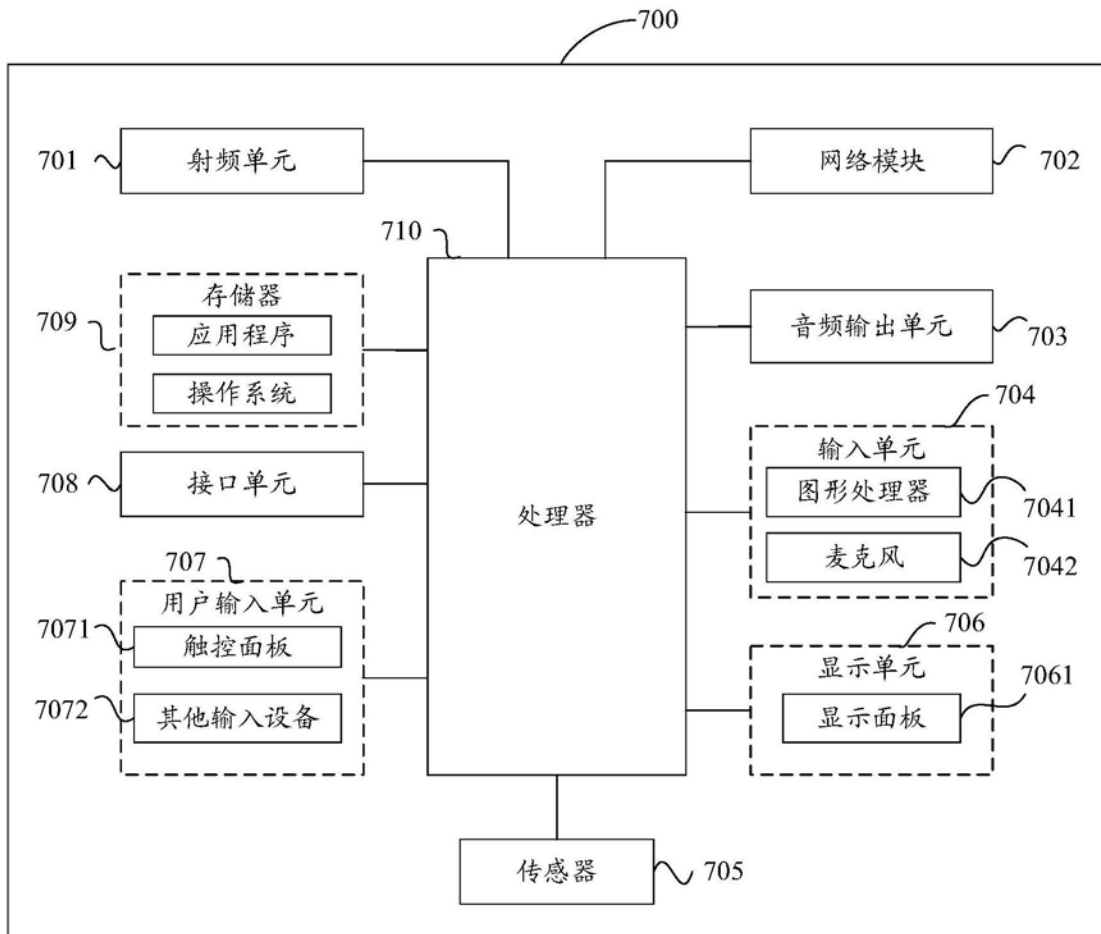 700
701
射频单元
网络模块
702
710
709
存储器
应用程序
操作系统
音频输出单元
703
704
输入单元
图形处理器
7041
麦克风
7042
708
接口单元
处理器
707
用户输入单元
7071
触控面板
7072
其他输入设备
706
显示单元
7061
显示面板
传感器
705